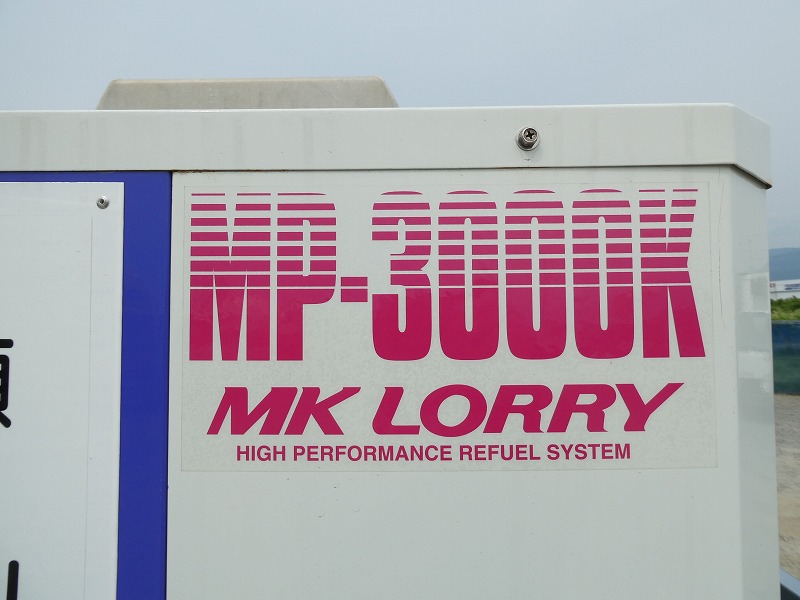 MP-3000K
MK LORRY
HIGH PERFORMANCE REFUEL SYSTEM